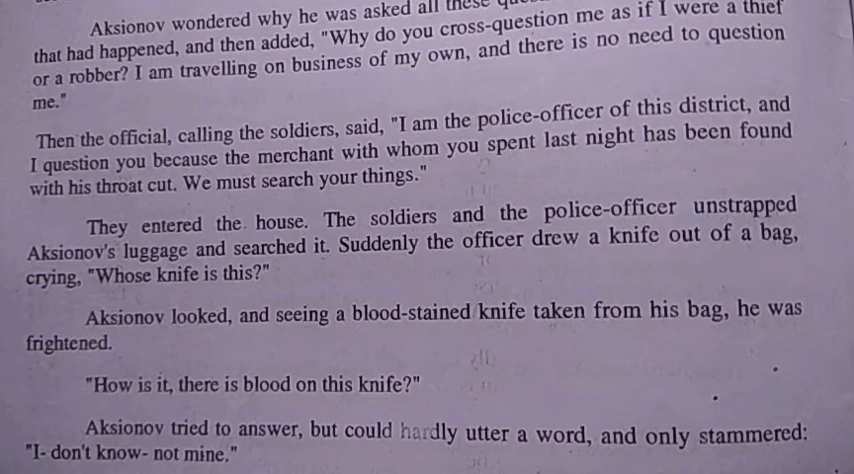 Aksionov wondered why he was asked all these
that had happened, and then added, "Why do you cross-question me as if I were a thief
or a robber? I am travelling on business of my own, and there is no need to question
me."
Then the official, calling the soldiers, said, "I am the police-officer of this district, and
I question you because the merchant with whom you spent last night has been found
with his throat cut. We must search your things."
They entered the house. The soldiers and the police-officer unstrapped
Aksionov's luggage and searched it. Suddenly the officer drew a knife out of a bag,
crying, "Whose knife is this?"
Aksionov looked, and seeing a blood-stained knife taken from his bag, he was
frightened.
"How is it, there is blood on this knife?"
Aksionov tried to answer, but could hardly utter a word, and only stammered:
"I- don't know- not mine."